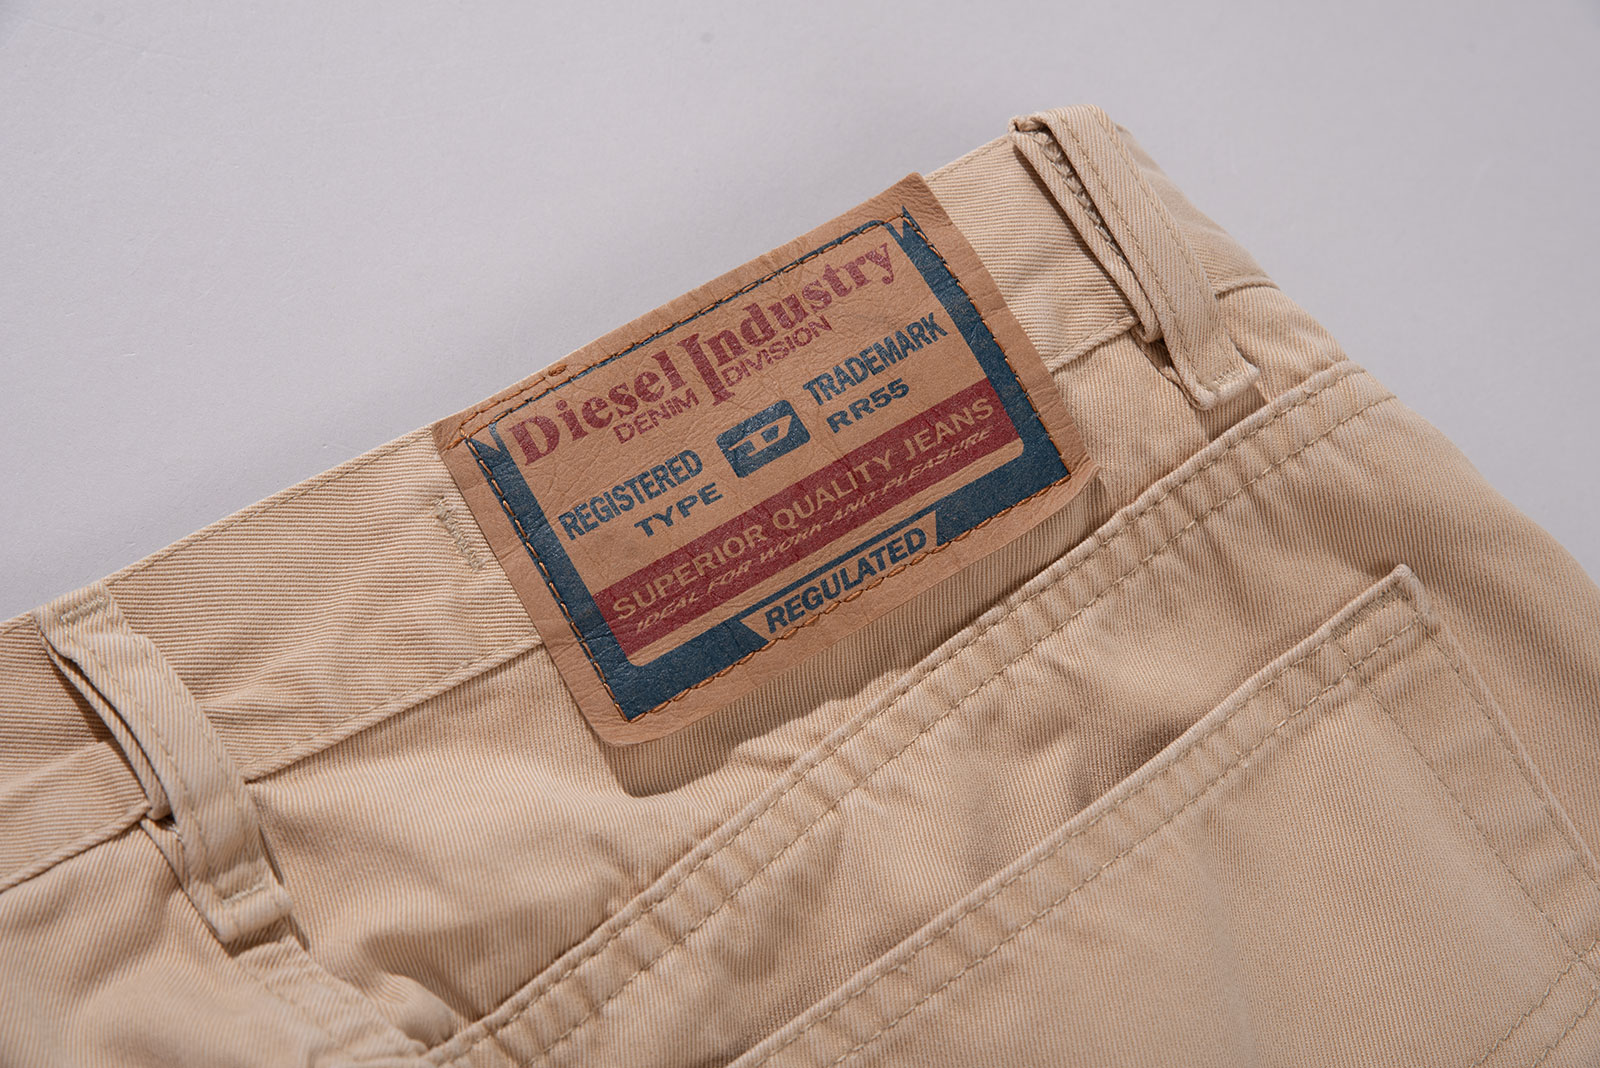 Diesel Industry
DENIM DIVISION
REGISTERED D TRADEMARK
TYPE RR55
SUPERIOR QUALITY JEANS
IDEAL FOR WORK AND PLEASURE
REGULATED